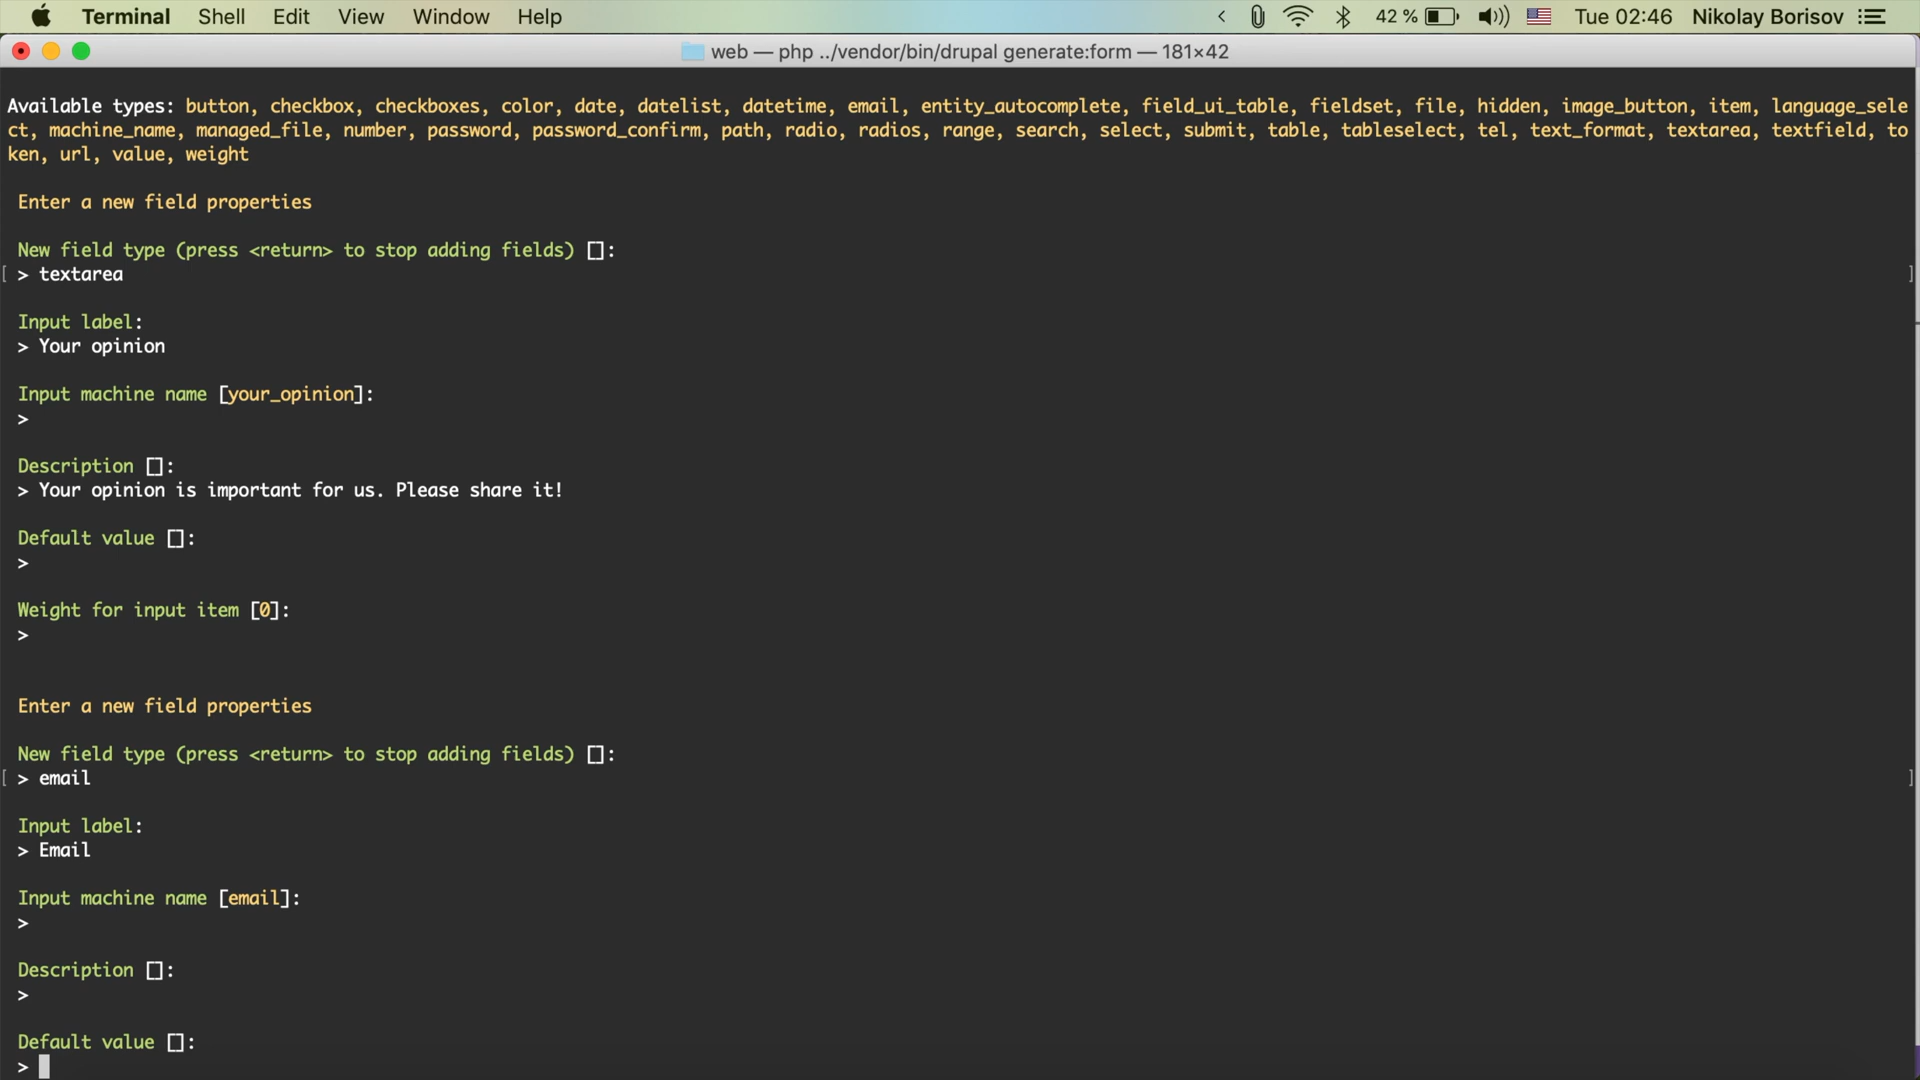 Terminal Shell Edit View Window Help 42 % Tue 02:46 Nikolay Borisov
web — php ../vendor/bin/drupal generate:form — 181×42
Available types: button, checkbox, checkboxes, color, date, datelist, datetime, email, entity_autocomplete, field_ui_table, fieldset, file, hidden, image_button, item, language_sele
ct, machine_name, managed_file, number, password, password_confirm, path, radio, radios, range, search, select, submit, table, tableselect, tel, text_format, textarea, textfield, to
ken, url, value, weight
Enter a new field properties
New field type (press <return> to stop adding fields) []:
[ > textarea ]
Input label:
> Your opinion
Input machine name [your_opinion]:
>
Description []:
> Your opinion is important for us. Please share it!
Default value []:
>
Weight for input item [0]:
>
Enter a new field properties
New field type (press <return> to stop adding fields) []:
[ > email ]
Input label:
> Email
Input machine name [email]:
>
Description []:
>
Default value []:
>